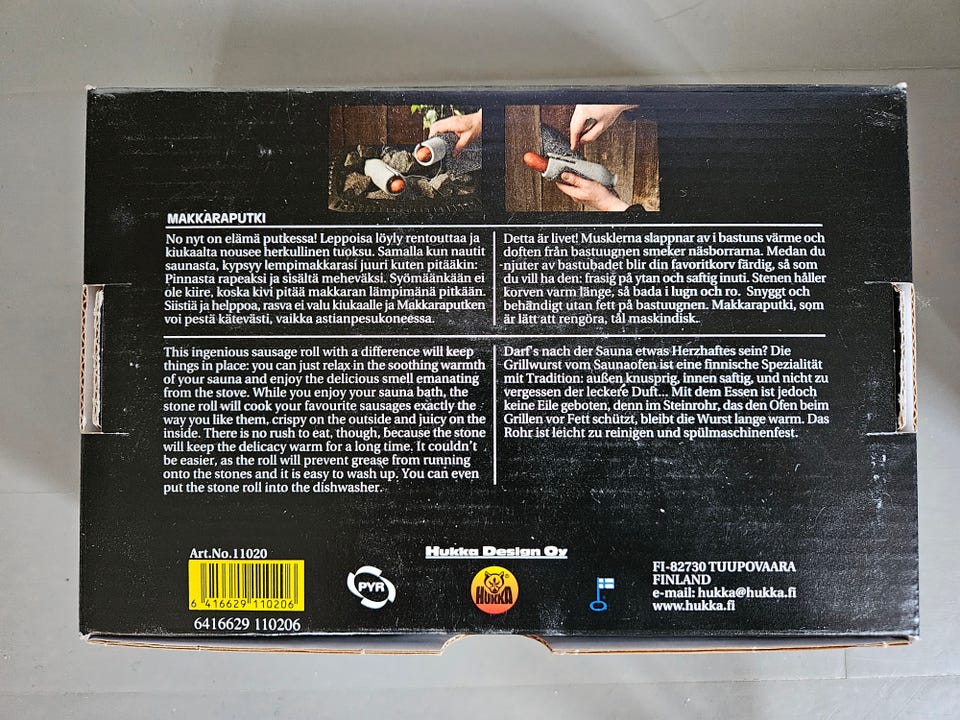 MAKKARAPUTKI
No nyt on elämä putkessa! Leppoisa löyly rentouttaa ja
kiukaalta nousee herkullinen tuoksu. Samalla kun nautit
saunasta, kypsyy lempimakkarasi juuri kuten pitääkin:
Pinnasta rapeaksi ja sisältä meheväksi. Syömäänkään ei
ole kiire, koska kivi pitää makkaran lämpimänä pitkään.
Siistiä ja helppoa, rasva ei valu kiukaalle ja Makkaraputken
voi pestä kätevästi, vaikka astianpesukoneessa.
Detta är livet! Musklerna slappnar av i bastuns värme och
doften från bastuugnen smeker näsborrarna. Medan du
-njuter av bastubadet blir din favoritkorv färdig, så som
du vill ha den: frasig på ytan och saftig inuti. Stenen håller
korven varm länge, så bada i lugn och ro. Snyggt och
behändigt utan fett på bastuugnen. Makkaraputki, som
är lätt att rengöra, tål maskindisk.
This ingenious sausage roll with a difference will keep
things in place: you can just relax in the soothing warmth
of your sauna and enjoy the delicious smell emanating
from the stove. While you enjoy your sauna bath, the
stone roll will cook your favourite sausages exactly the
way you like them, crispy on the outside and juicy on the
inside. There is no rush to eat, though, because the stone
will keep the delicacy warm for a long time. It couldn't
be easier, as the roll will prevent grease from running
onto the stones and it is easy to wash up. You can even
put the stone roll into the dishwasher.
Darf's nach der Sauna etwas Herzhaftes sein? Die
Grillwurst vom Saunaofen ist eine finnische Spezialität
mit Tradition: außen knusprig, innen saftig, und nicht zu
vergessen der leckere Duft... Mit dem Essen ist jedoch
keine Eile geboten, denn im Steinrohr, das den Ofen beim
Grillen vor Fett schützt, bleibt die Wurst lange warm. Das
Rohr ist leicht zu reinigen und spülmaschinenfest.
Art.No.11020
6 416629 110206
6416629 110206
PYR
Hukka Design Oy
HUKKA
FI-82730 TUUPOVAARA
FINLAND
e-mail: hukka@hukka.fi
www.hukka.fi